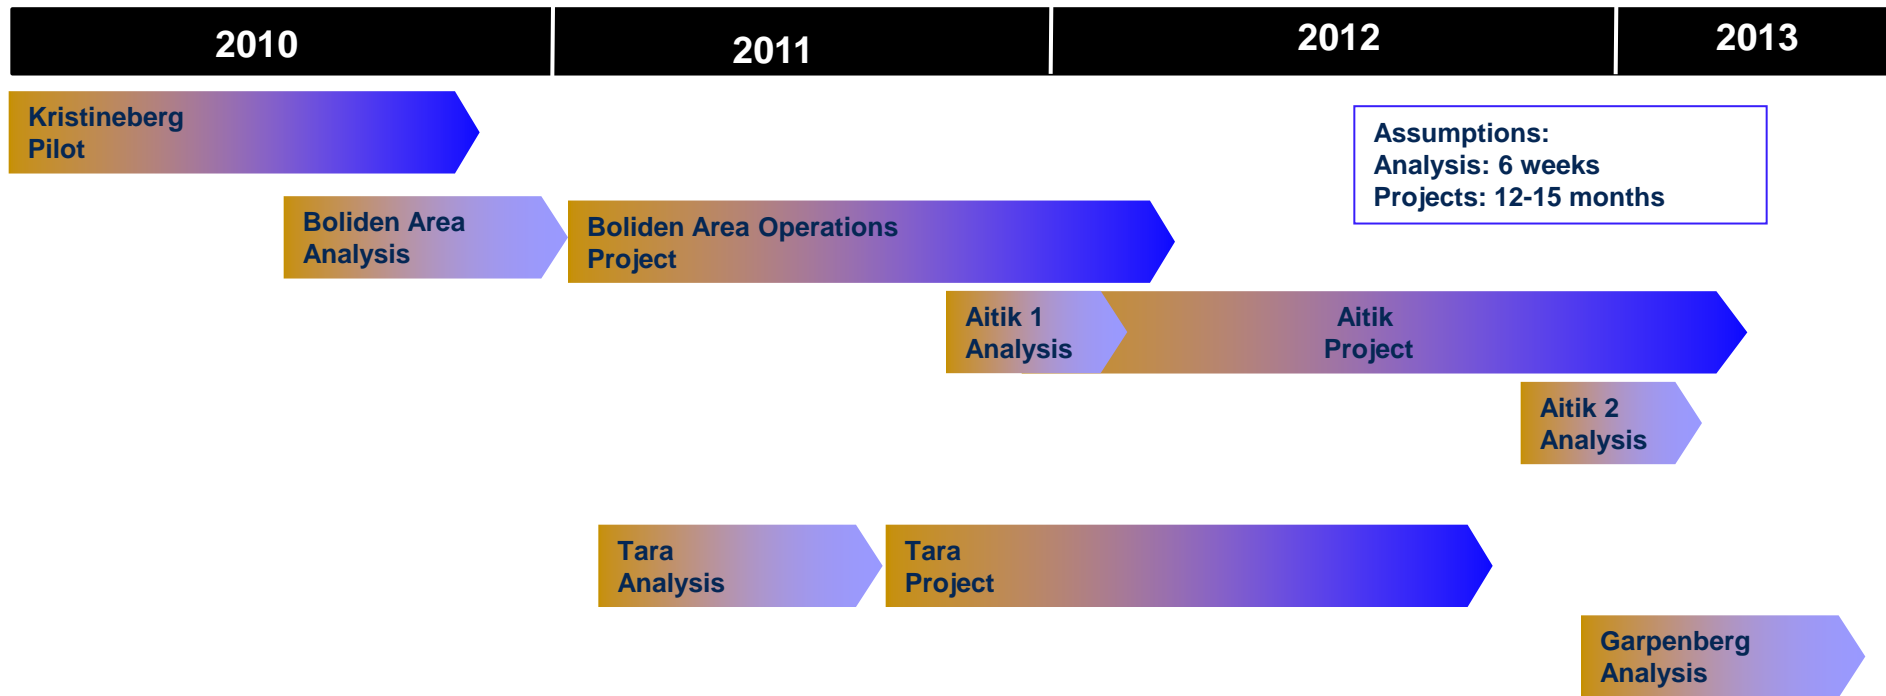 2010
2011
2012
2013
Kristineberg
Pilot
Assumptions:
Analysis: 6 weeks
Projects: 12-15 months
Boliden Area
Analysis
Boliden Area Operations
Project
Aitik 1
Analysis
Aitik
Project
Aitik 2
Analysis
Tara
Analysis
Tara
Project
Garpenberg
Analysis